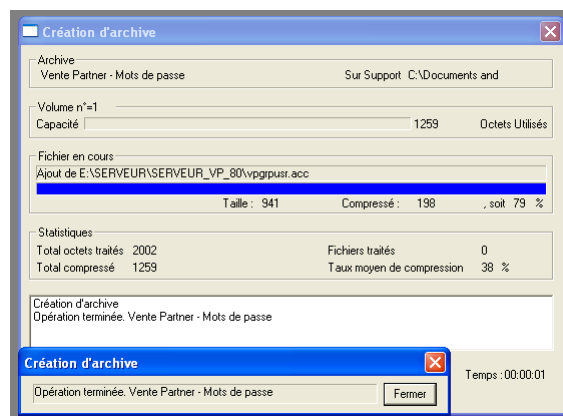 Création d'archive
Archive
Vente Partner - Mots de passe Sur Support C:\Documents and
Volume n°=1
Capacité 1259 Octets Utilisés
Fichier en cours
Ajout de E:\SERVEUR\SERVEUR_VP_80\vpgrpusr.acc
Taille : 941 Compressé : 198 , soit 79 %
Statistiques
Total octets traités 2002 Fichiers traités 0
Total compressé 1259 Taux moyen de compression 38 %
Création d'archive
Opération terminée. Vente Partner - Mots de passe
Création d'archive
Temps : 00:00:01
Opération terminée. Vente Partner - Mots de passe Fermer